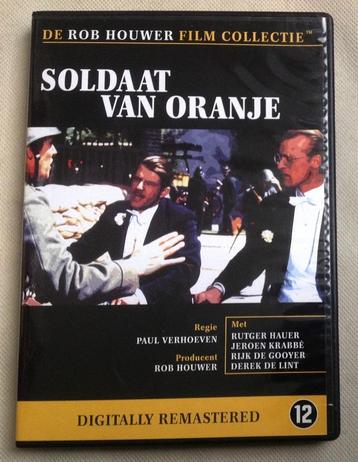 DE ROB HOUWER FILM COLLECTIE™
SOLDAAT
VAN ORANJE
Regie
PAUL VERHOEVEN
Producent
ROB HOUWER
Met
RUTGER HAUER
JEROEN KRABBÉ
RIJK DE GOOYER
DEREK DE LINT
DIGITALLY REMASTERED
12